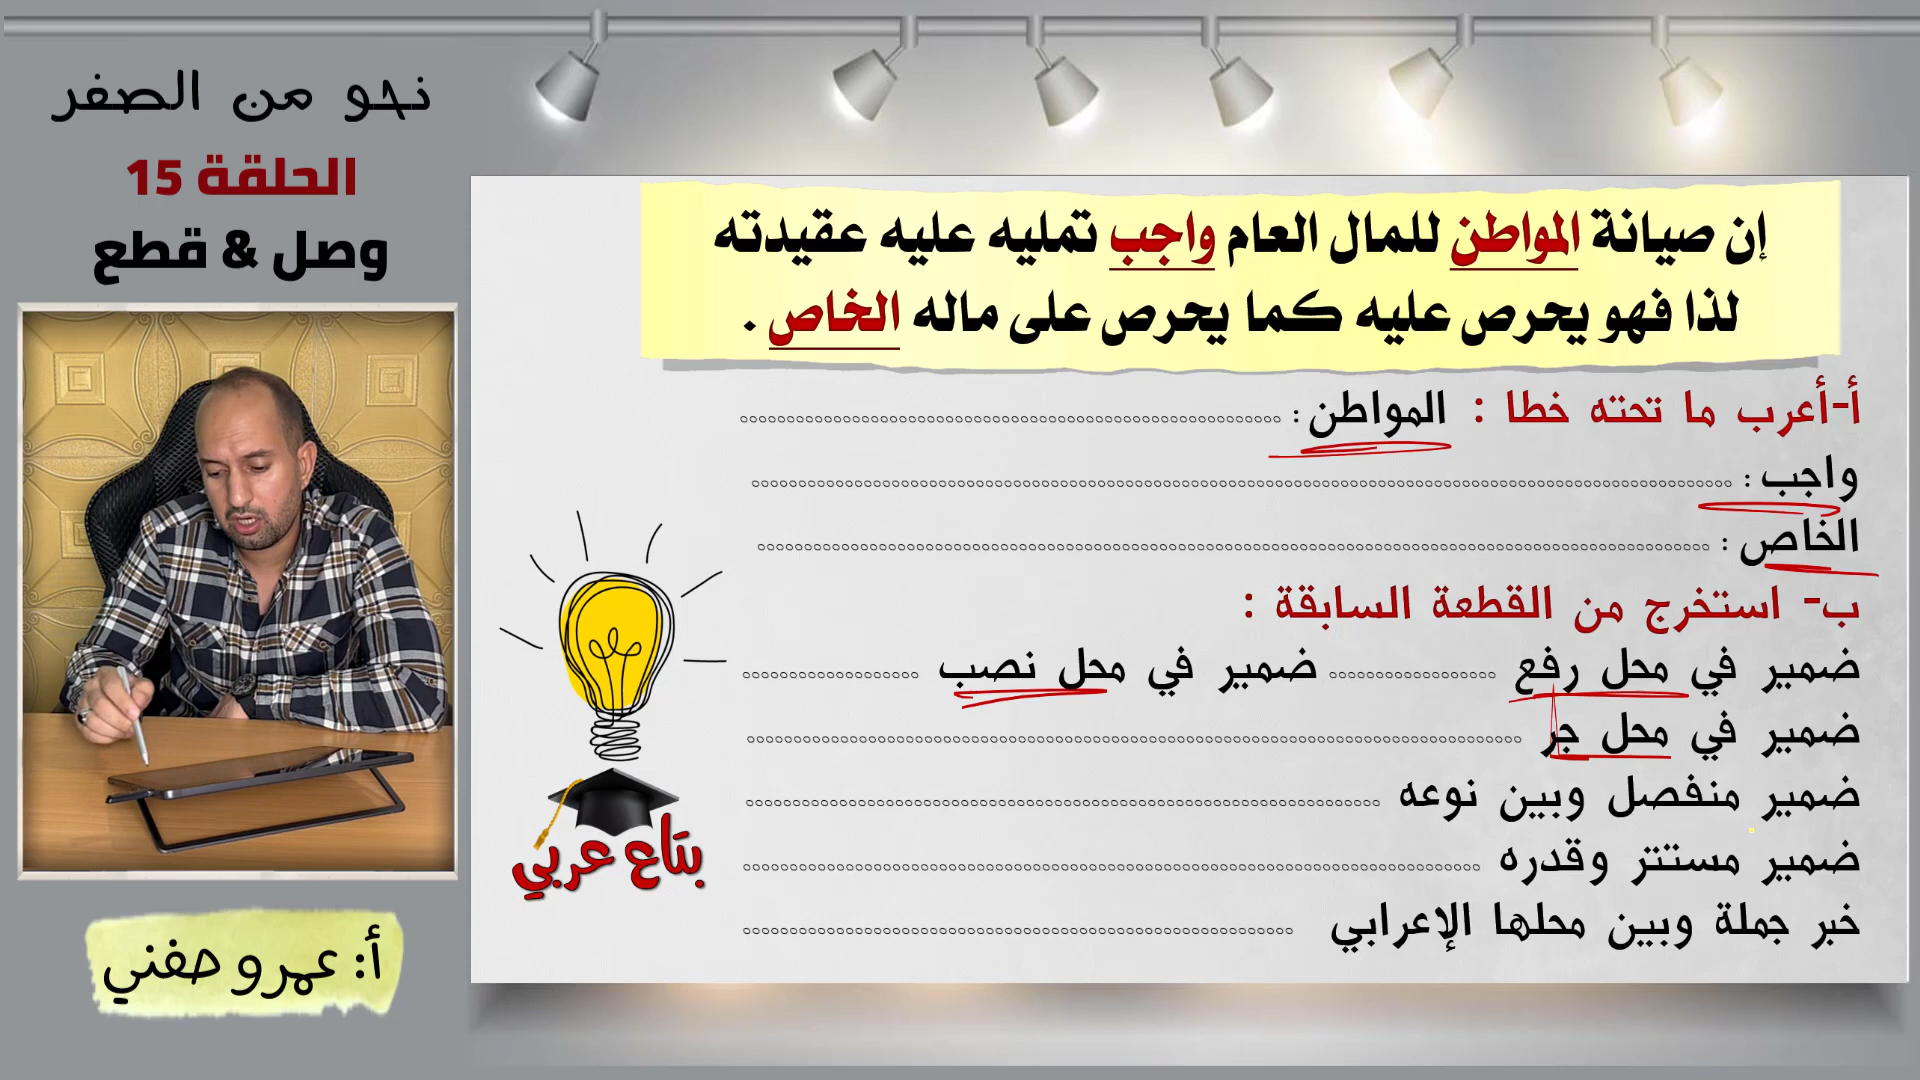 نحو من الصفر
الحلقة 15
وصل & قطع
إن صيانة المواطن للمال العام واجب تمليه عليه عقيدته
لذا فهو يحرص عليه كما يحرص على ماله الخاص .
أ-أعرب ما تحته خطا : المواطن :
واجب :
الخاص :
ب- استخرج من القطعة السابقة :
ضمير في محل رفع ضمير في محل نصب
ضمير في محل جر
ضمير منفصل وبين نوعه
ضمير مستتر وقدره
خبر جملة وبين محلها الإعرابي
بتاع عربي
أ: عمرو حفني